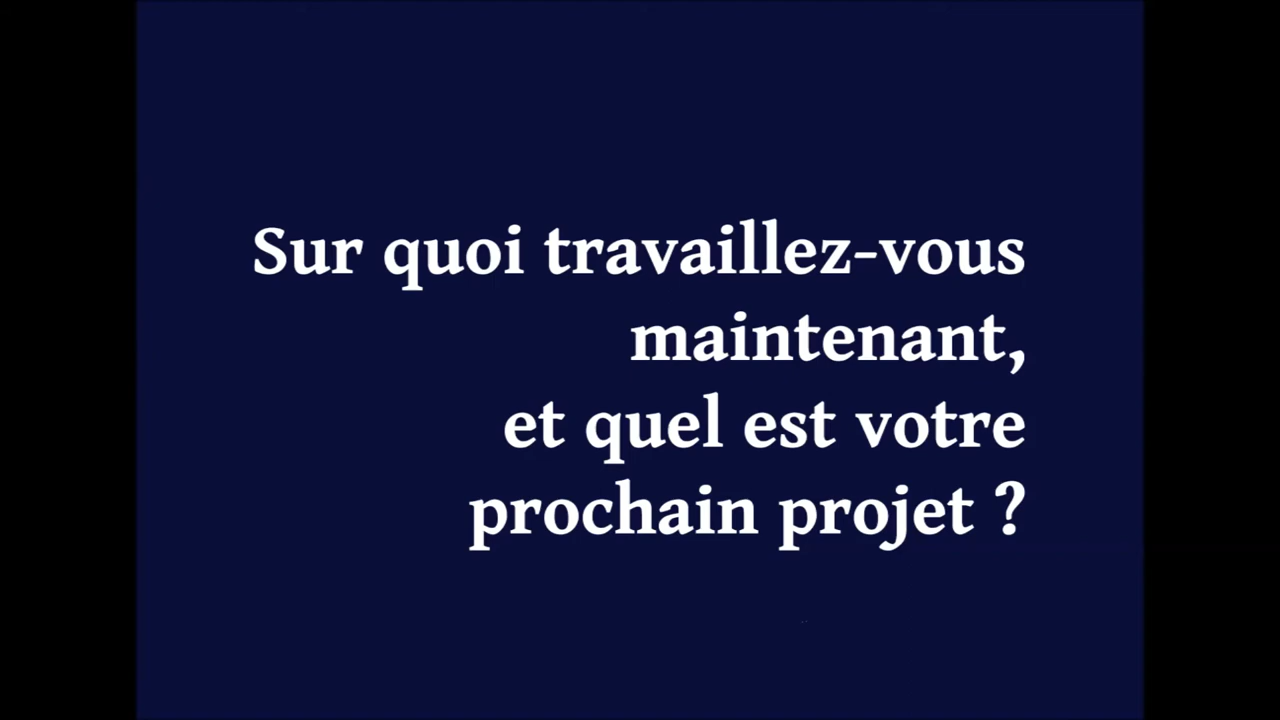 Sur quoi travaillez-vous
maintenant,
et quel est votre
prochain projet ?